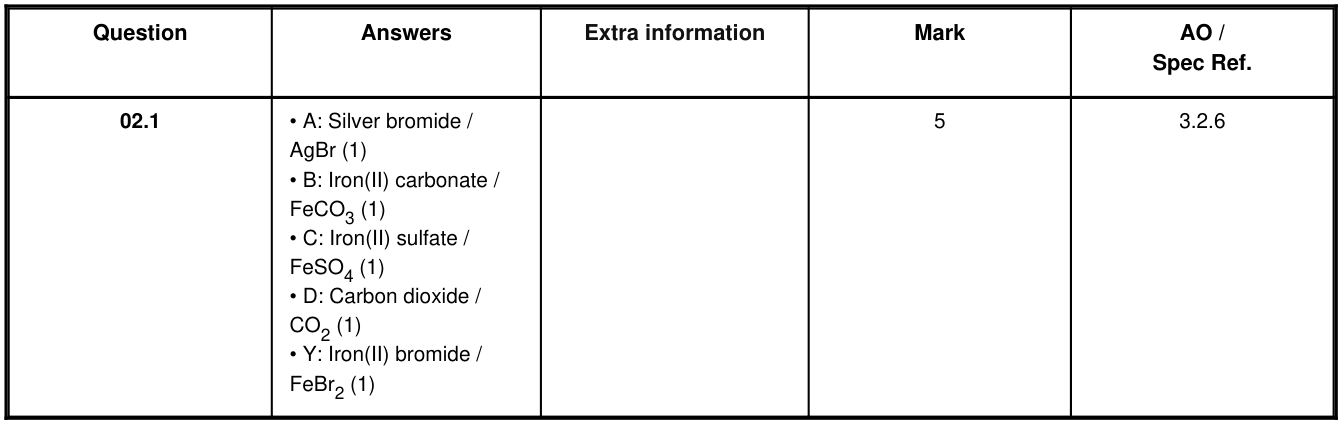 Question Answers Extra information Mark AO /
Spec Ref.
02.1 • A: Silver bromide / 5 3.2.6
AgBr (1)
• B: Iron(II) carbonate /
FeCO₃ (1)
• C: Iron(II) sulfate /
FeSO₄ (1)
• D: Carbon dioxide /
CO₂ (1)
• Y: Iron(II) bromide /
FeBr₂ (1)